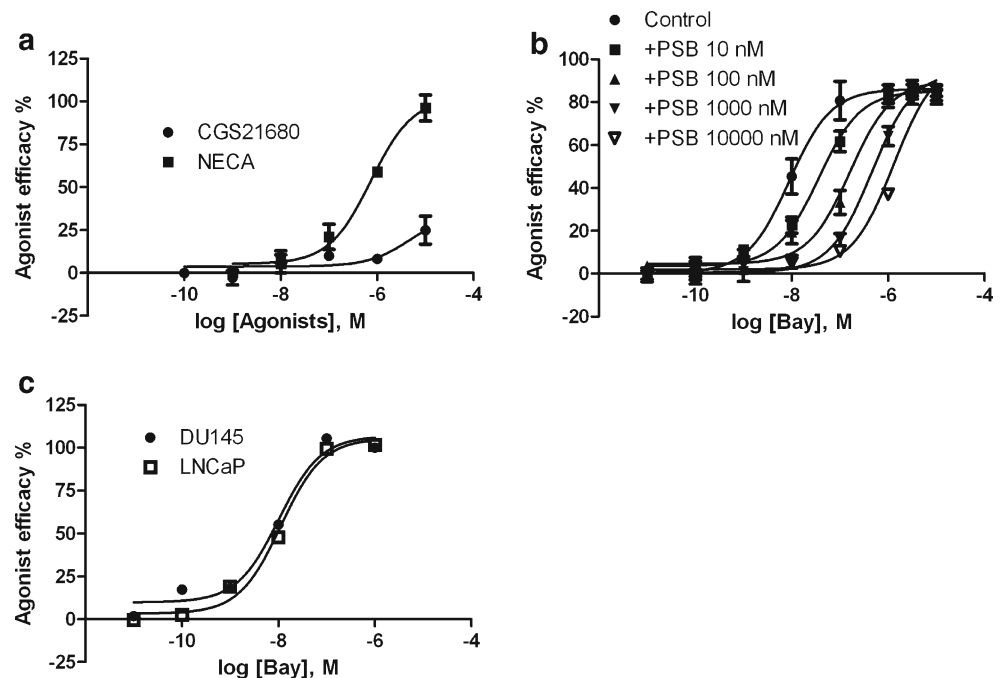 a
Agonist efficacy %
125
100
75
50
25
0
-25
-10
-8
-6
-4
log [Agonists], M
CGS21680
NECA
b
Agonist efficacy %
100
80
60
40
20
0
-20
-10
-8
-6
-4
log [Bay], M
Control
+PSB 10 nM
+PSB 100 nM
+PSB 1000 nM
+PSB 10000 nM
c
Agonist efficacy %
125
100
75
50
25
0
-25
-10
-8
-6
-4
log [Bay], M
DU145
LNCaP